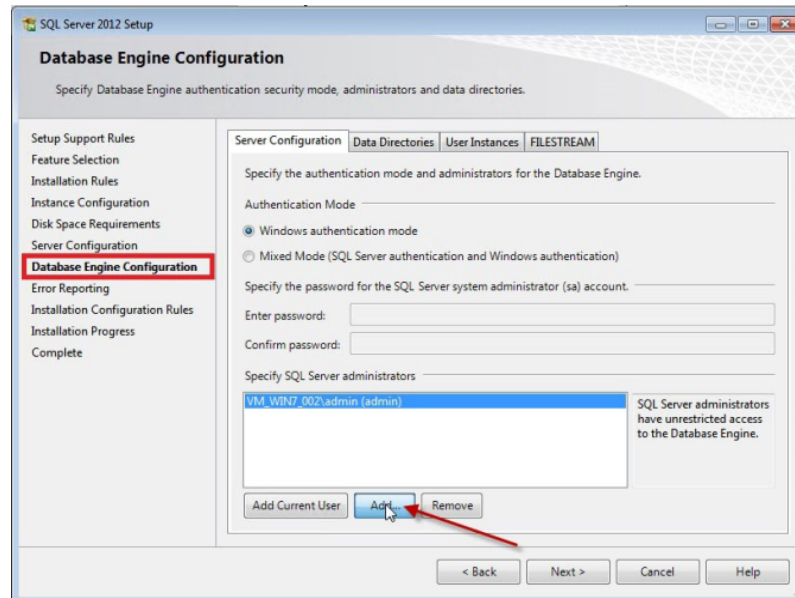 SQL Server 2012 Setup
Database Engine Configuration
Specify Database Engine authentication security mode, administrators and data directories.
Setup Support Rules
Feature Selection
Installation Rules
Instance Configuration
Disk Space Requirements
Server Configuration
Database Engine Configuration
Error Reporting
Installation Configuration Rules
Installation Progress
Complete
Server Configuration Data Directories User Instances FILESTREAM
Specify the authentication mode and administrators for the Database Engine.
Authentication Mode
Windows authentication mode
Mixed Mode (SQL Server authentication and Windows authentication)
Specify the password for the SQL Server system administrator (sa) account.
Enter password:
Confirm password:
Specify SQL Server administrators
VM_WIN7_002\admin (admin)
SQL Server administrators
have unrestricted access
to the Database Engine.
Add Current User Add... Remove
< Back Next > Cancel Help